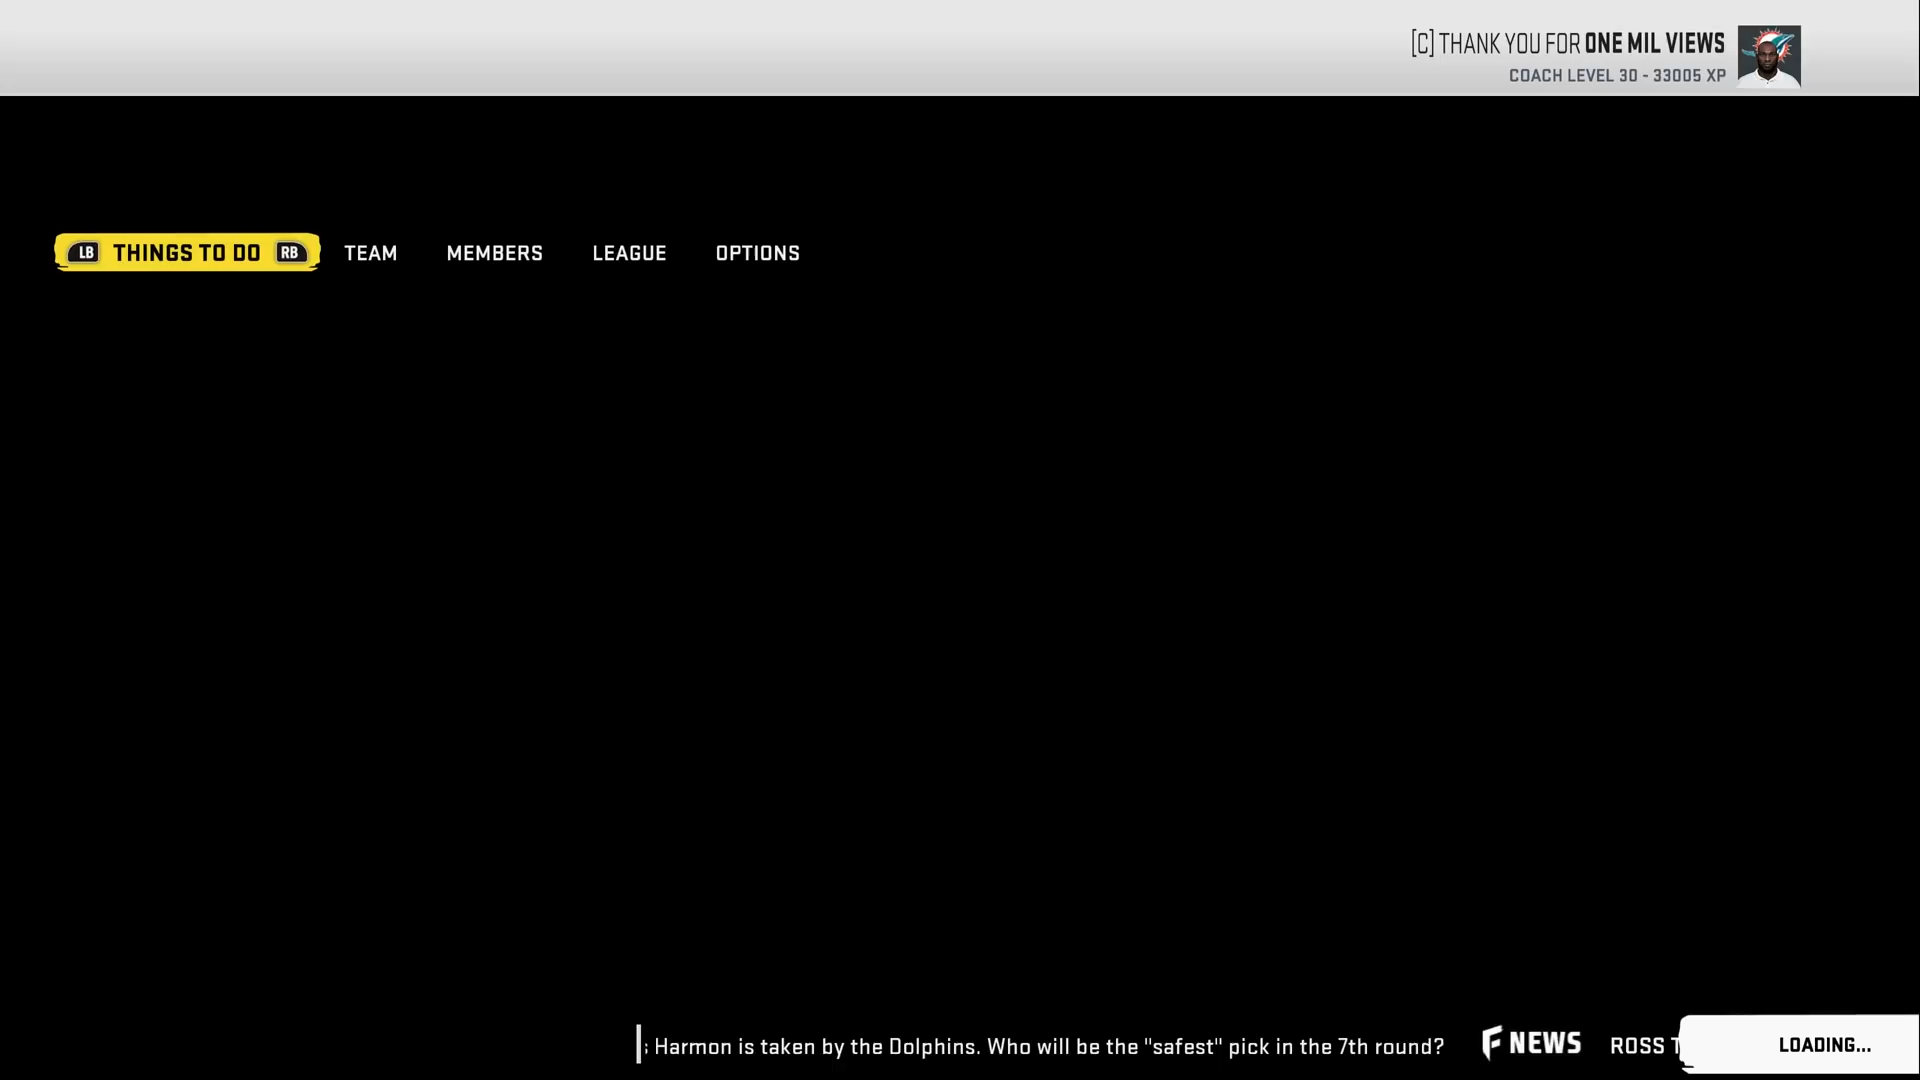 [C] THANK YOU FOR ONE MIL VIEWS
COACH LEVEL 30 - 33005 XP
LB THINGS TO DO RB TEAM MEMBERS LEAGUE OPTIONS
Harmon is taken by the Dolphins. Who will be the "safest" pick in the 7th round? NEWS ROSS LOADING...